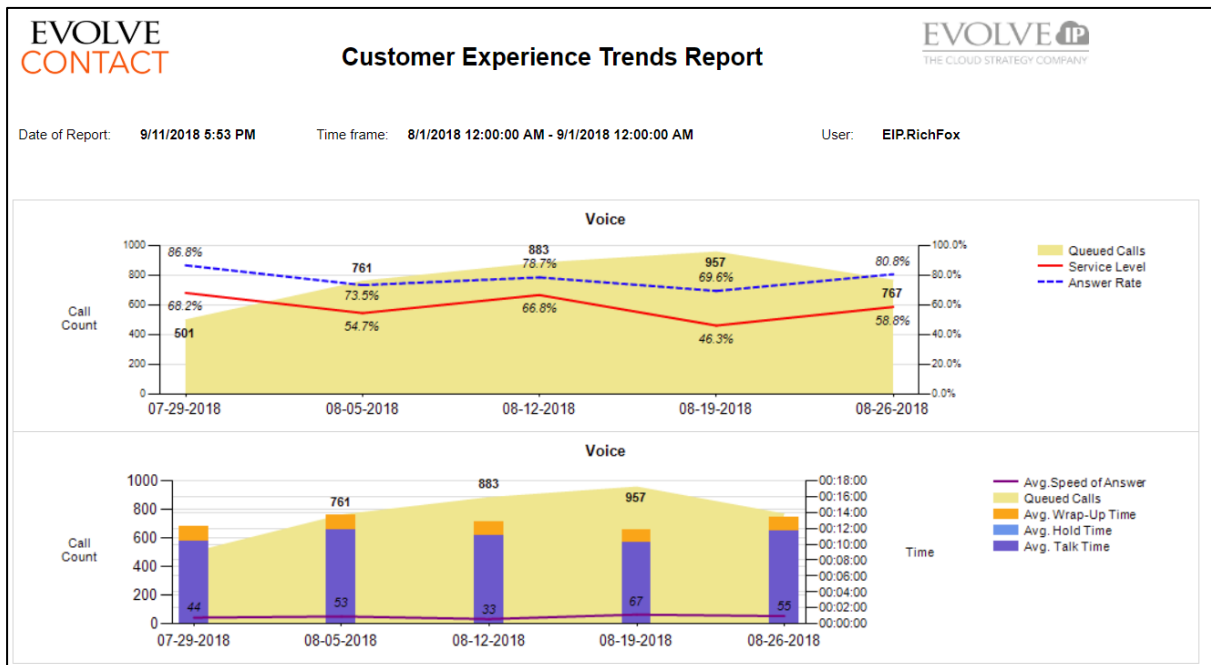 EVOLVE
CONTACT
Customer Experience Trends Report
EVOLVE IP
THE CLOUD STRATEGY COMPANY
Date of Report: 9/11/2018 5:53 PM Time frame: 8/1/2018 12:00:00 AM - 9/1/2018 12:00:00 AM User: EIP.RichFox
Voice
Call
Count
1000
800
600
400
200
0
86.8%
68.2%
501
761
73.5%
54.7%
883
78.7%
66.8%
957
69.6%
46.3%
80.8%
767
58.8%
100.0%
80.0%
60.0%
40.0%
20.0%
0.0%
07-29-2018 08-05-2018 08-12-2018 08-19-2018 08-26-2018
Queued Calls
Service Level
Answer Rate
Voice
Call
Count
1000
800
600
400
200
0
44
761
53
883
33
957
67
55
00:18:00
00:16:00
00:14:00
00:12:00
00:10:00
00:08:00
00:06:00
00:04:00
00:02:00
00:00:00
Time
07-29-2018 08-05-2018 08-12-2018 08-19-2018 08-26-2018
Avg.Speed of Answer
Queued Calls
Avg. Wrap-Up Time
Avg. Hold Time
Avg. Talk Time